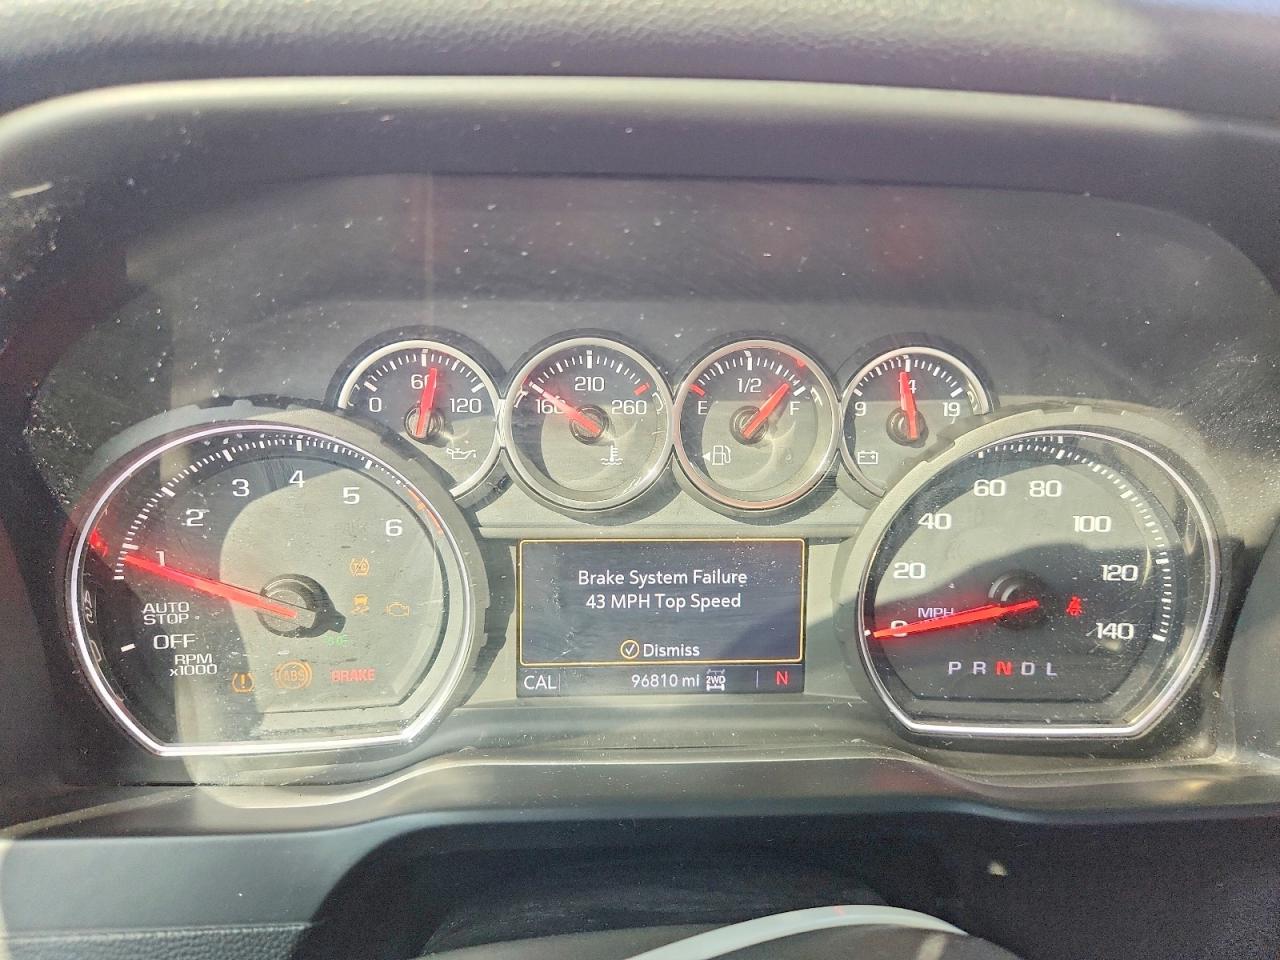 0 60 120
160 210 260
E 1/2 F
9 14 19
1 2 3 4 5 6
AUTO
STOP
OFF
RPM
x1000
ABS
BRAKE
Brake System Failure
43 MPH Top Speed
Dismiss
CAL
96810 mi
2WD
N
0 20 40 60 80 100 120 140
MPH
P R N D L